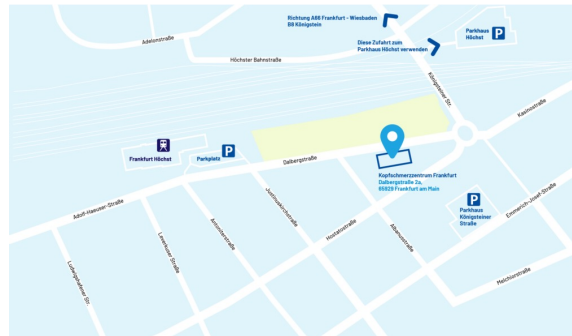 Richtung A66 Frankfurt – Wiesbaden
B8 Königstein
Adelonstraße
Diese Zufahrt zum
Parkhaus Höchst verwenden
Parkhaus
Höchst
P
Höchster Bahnstraße
Königsteiner Str.
Kasinostraße
Frankfurt Höchst
P
Parkplatz
Dalbergstraße
Kopfschmerzzentrum Frankfurt
Dalbergstraße 2a,
65929 Frankfurt am Main
Adolf-Haeuser-Straße
Justinuskirchstraße
P
Parkhaus
Königsteiner
Straße
Emmerich-Josef-Straße
Hostatostraße
Albanusstraße
Antoniterstraße
Leverkuser Straße
Ludwigshafener Str.
Melchiorstraße